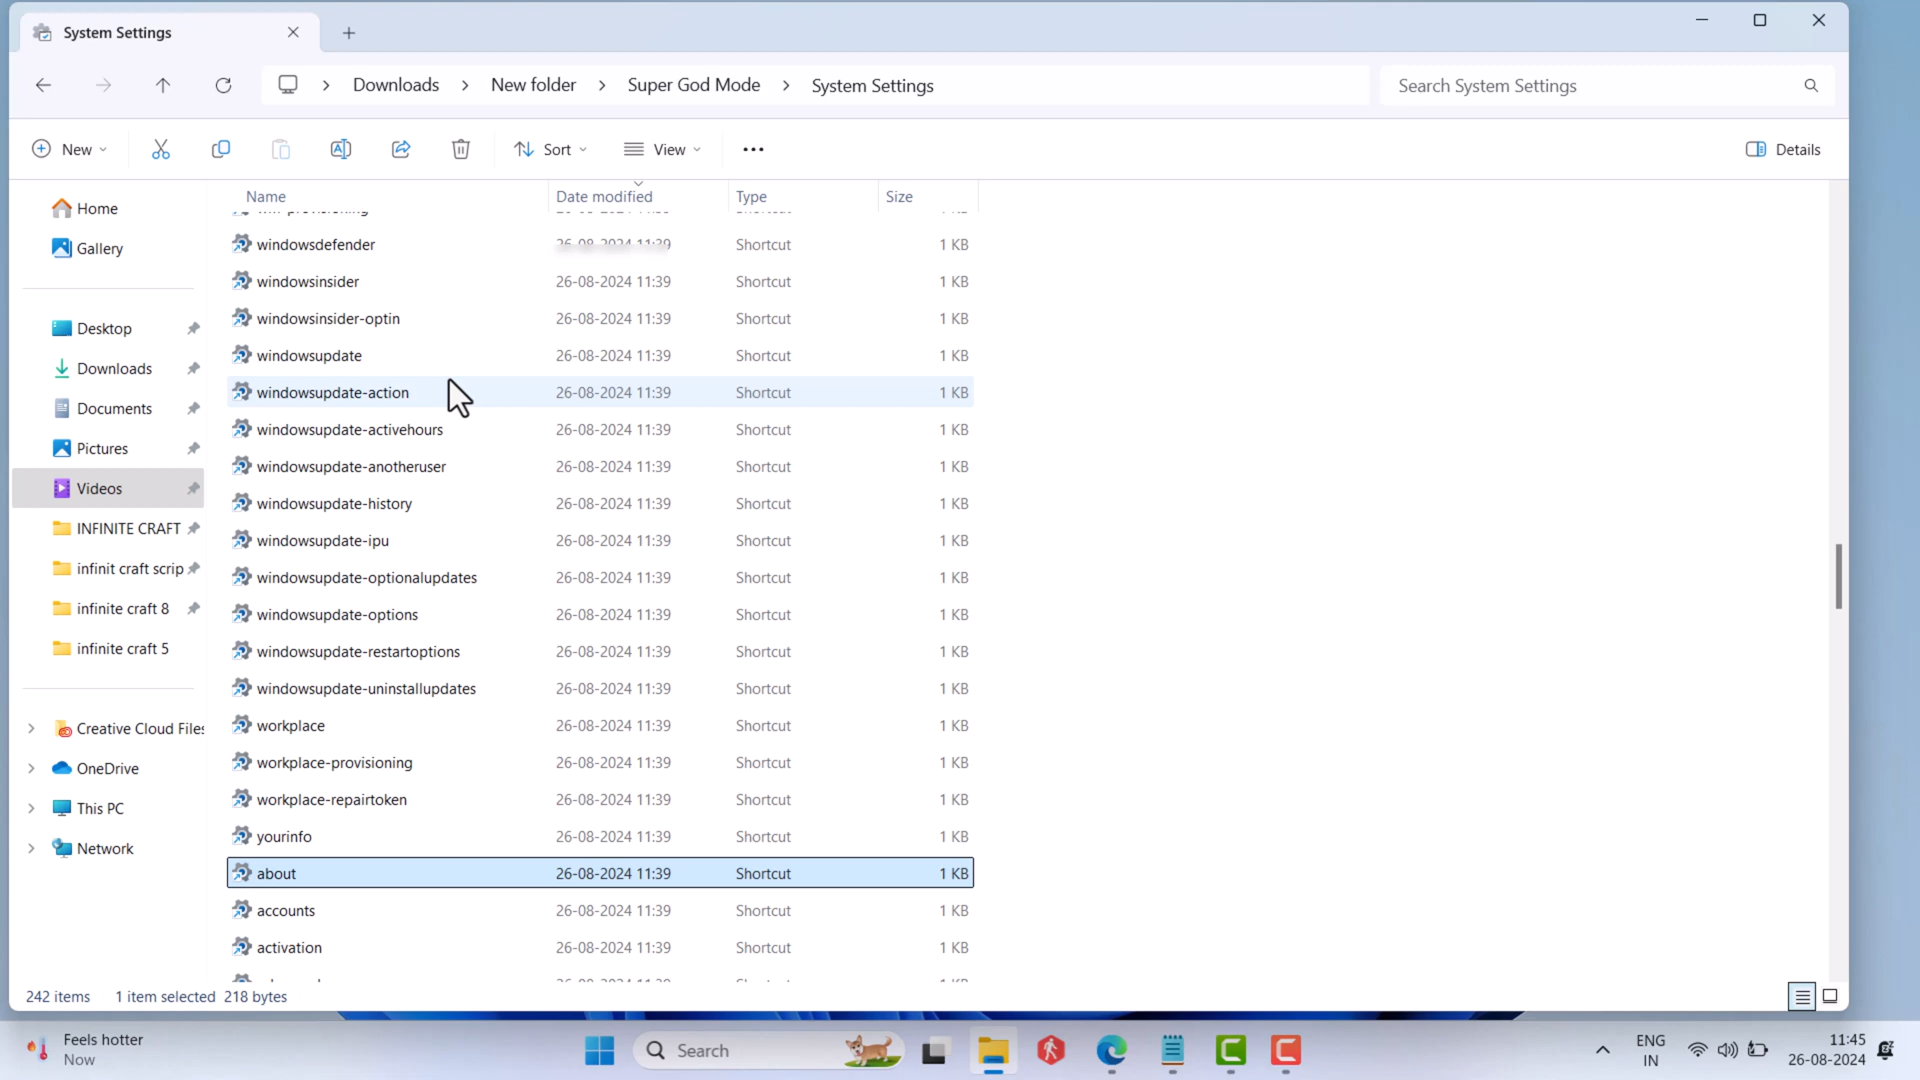 System Settings
Downloads > New folder > Super God Mode > System Settings
Search System Settings
New
Sort
View
Details
Name Date modified Type Size
windowsdefender 26-08-2024 11:39 Shortcut 1 KB
windowsinsider 26-08-2024 11:39 Shortcut 1 KB
windowsinsider-optin 26-08-2024 11:39 Shortcut 1 KB
windowsupdate 26-08-2024 11:39 Shortcut 1 KB
windowsupdate-action 26-08-2024 11:39 Shortcut 1 KB
windowsupdate-activehours 26-08-2024 11:39 Shortcut 1 KB
windowsupdate-anotheruser 26-08-2024 11:39 Shortcut 1 KB
windowsupdate-history 26-08-2024 11:39 Shortcut 1 KB
windowsupdate-ipu 26-08-2024 11:39 Shortcut 1 KB
windowsupdate-optionalupdates 26-08-2024 11:39 Shortcut 1 KB
windowsupdate-options 26-08-2024 11:39 Shortcut 1 KB
windowsupdate-restartoptions 26-08-2024 11:39 Shortcut 1 KB
windowsupdate-uninstallupdates 26-08-2024 11:39 Shortcut 1 KB
workplace 26-08-2024 11:39 Shortcut 1 KB
workplace-provisioning 26-08-2024 11:39 Shortcut 1 KB
workplace-repairtoken 26-08-2024 11:39 Shortcut 1 KB
yourinfo 26-08-2024 11:39 Shortcut 1 KB
about 26-08-2024 11:39 Shortcut 1 KB
accounts 26-08-2024 11:39 Shortcut 1 KB
activation 26-08-2024 11:39 Shortcut 1 KB
Home
Gallery
Desktop
Downloads
Documents
Pictures
Videos
INFINITE CRAFT
infinit craft scrip
infinite craft 8
infinite craft 5
Creative Cloud Files
OneDrive
This PC
Network
242 items 1 item selected 218 bytes
Feels hotter
Now
Search
ENG
IN
11:45
26-08-2024